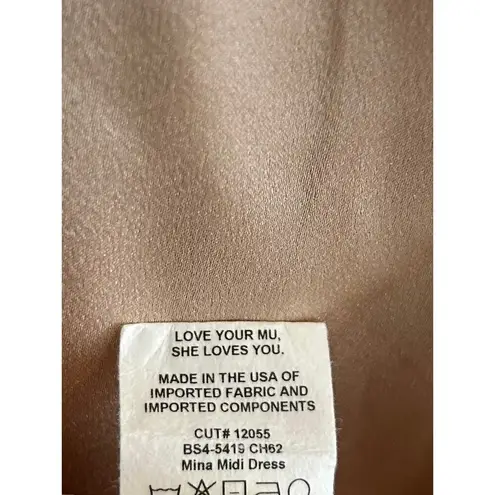 LOVE YOUR MU,
SHE LOVES YOU.
MADE IN THE USA OF
IMPORTED FABRIC AND
IMPORTED COMPONENTS
CUT# 12055
BS4-5419 CH62
Mina Midi Dress